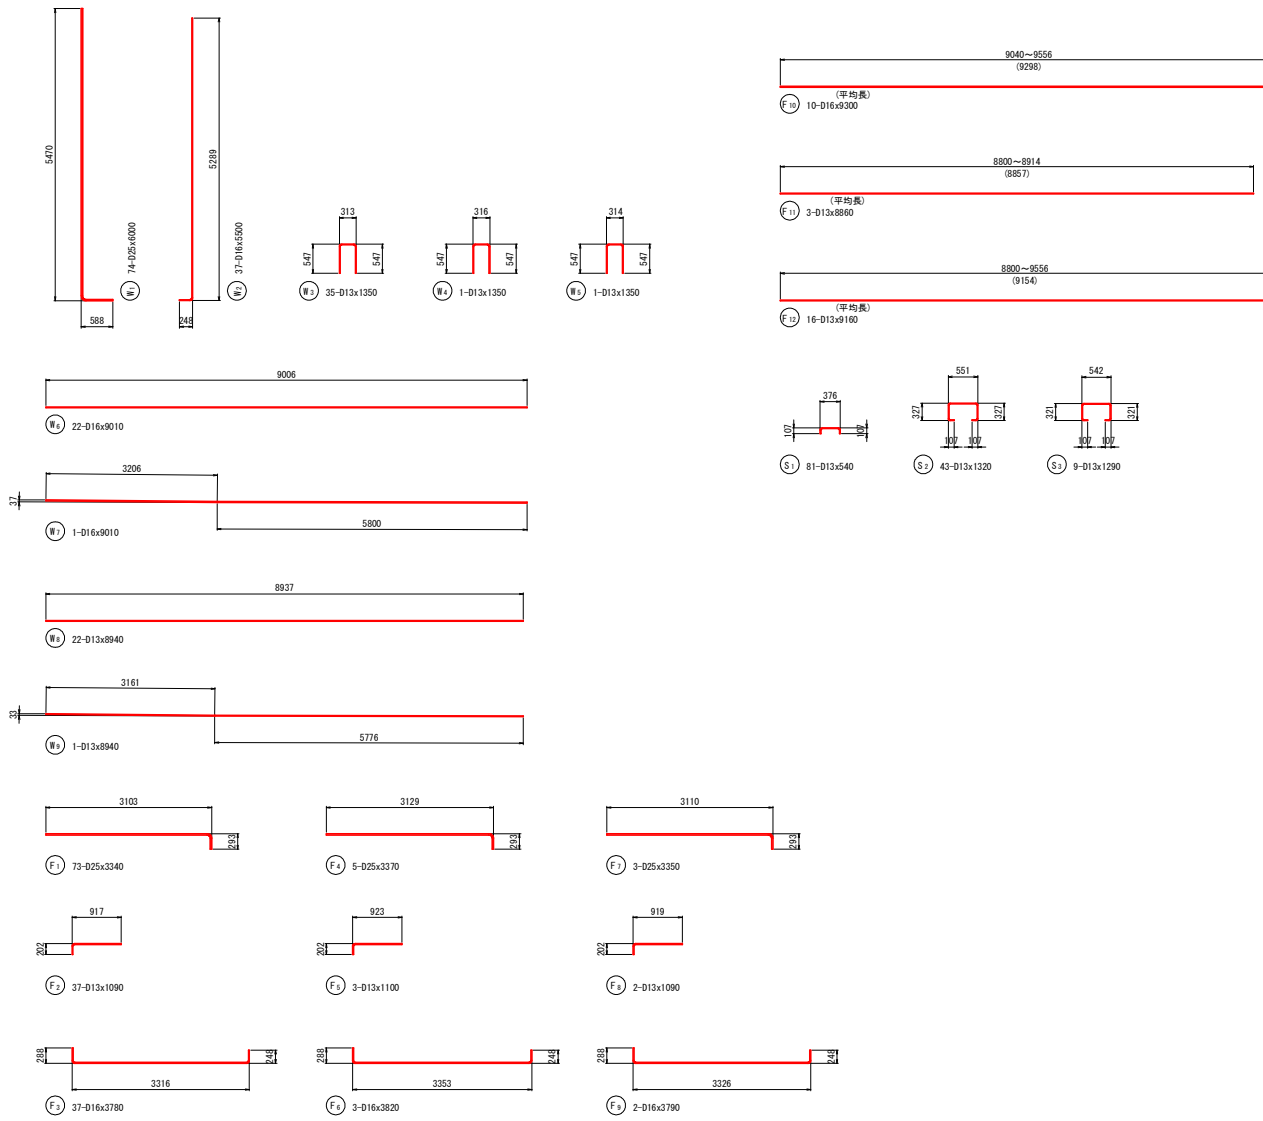 5470
588
W1 74-D25x6000
5289
248
W2 37-D16x5500
313
547 547
W3 35-D13x1350
316
547 547
W4 1-D13x1350
314
547 547
W5 1-D13x1350
9006
W6 22-D16x9010
3206
37
5800
W7 1-D16x9010
8937
W8 22-D13x8940
3161
33
5776
W9 1-D13x8940
3103
293
F1 73-D25x3340
3129
293
F4 5-D25x3370
3110
293
F7 3-D25x3350
917
202
F2 37-D13x1090
923
202
F5 3-D13x1100
919
202
F8 2-D13x1090
288 248
3316
F3 37-D16x3780
288 248
3353
F6 3-D16x3820
288 248
3326
F9 2-D16x3790
9040～9556
(9298)
(平均長)
F10 10-D16x9300
8800～8914
(8857)
(平均長)
F11 3-D13x8860
8800～9556
(9154)
(平均長)
F12 16-D13x9160
376
107 107
S1 81-D13x540
551
327 327
107 107
S2 43-D13x1320
542
321 321
107 107
S3 9-D13x1290